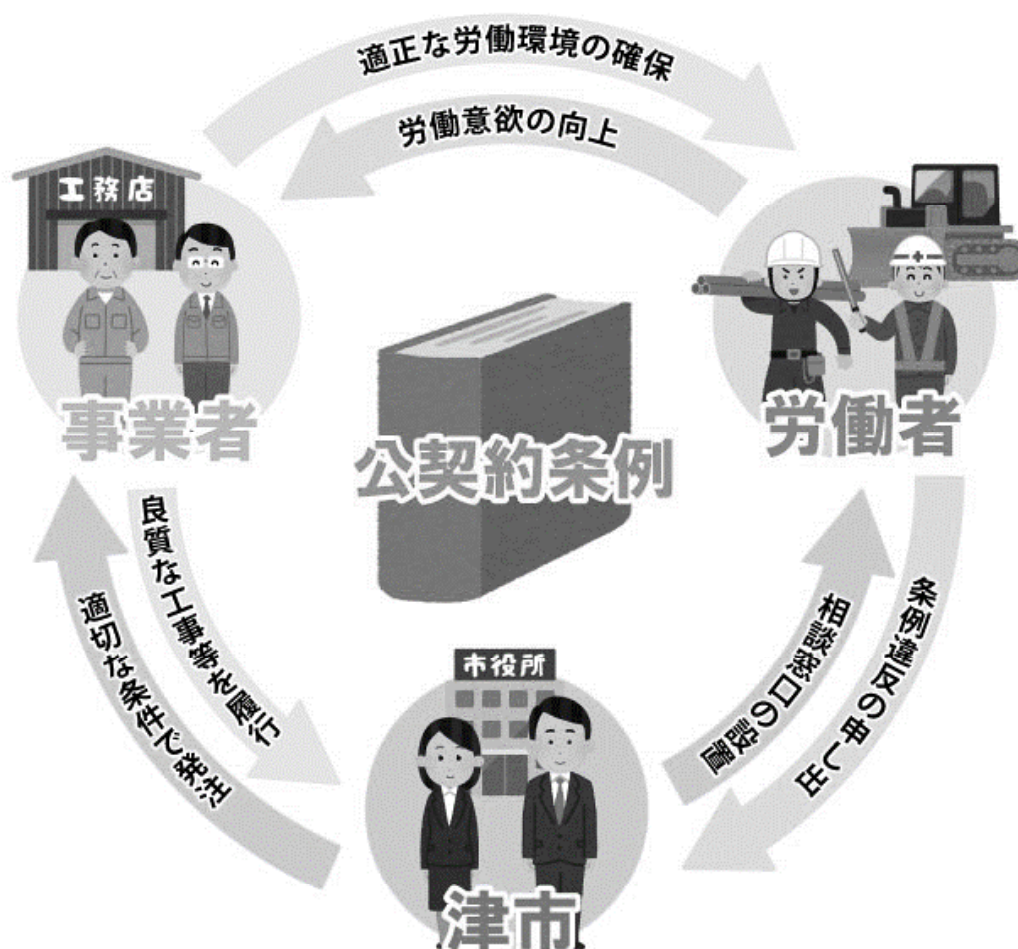 適正な労働環境の確保
労働意欲の向上
工務店
事業者
労働者
公契約条例
良質な工事等を履行
適切な条件で発注
相談窓口の設置
条例違反の申し出
市役所
津市